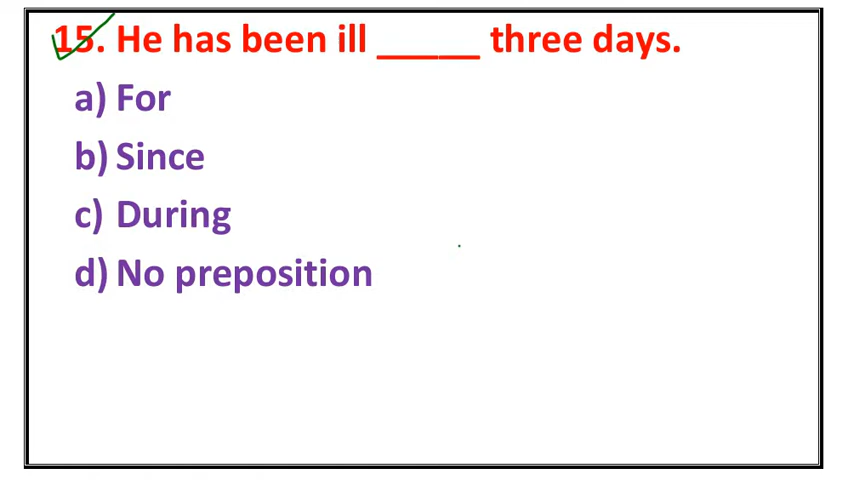 15. He has been ill _____ three days.
a) For
b) Since
c) During
d) No preposition